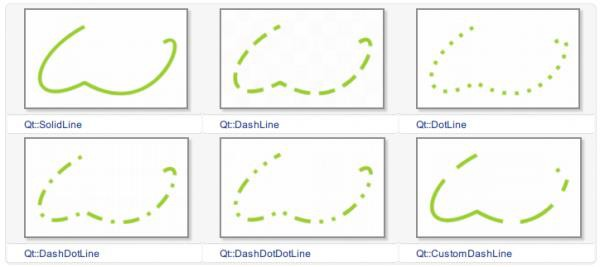 Qt::SolidLine
Qt::DashLine
Qt::DotLine
Qt::DashDotLine
Qt::DashDotDotLine
Qt::CustomDashLine